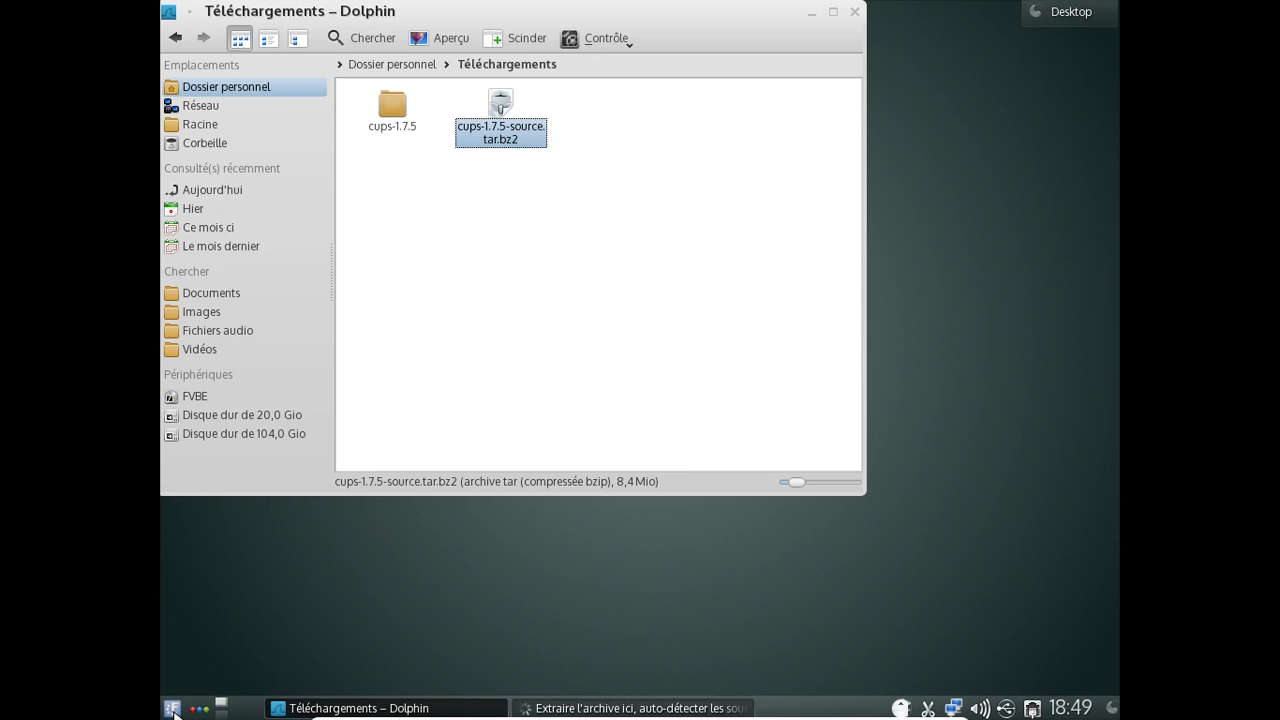 Téléchargements – Dolphin
Desktop
Chercher
Aperçu
Scinder
Contrôle
Emplacements
Dossier personnel
Réseau
Racine
Corbeille
Consulté(s) récemment
Aujourd'hui
Hier
Ce mois ci
Le mois dernier
Chercher
Documents
Images
Fichiers audio
Vidéos
Périphériques
FVBE
Disque dur de 20,0 Gio
Disque dur de 104,0 Gio
Dossier personnel
Téléchargements
cups-1.7.5
cups-1.7.5-source.
tar.bz2
cups-1.7.5-source.tar.bz2 (archive tar (compressée bzip), 8,4 Mio)
Téléchargements – Dolphin
Extraire l'archive ici, auto-détecter les sou
18:49